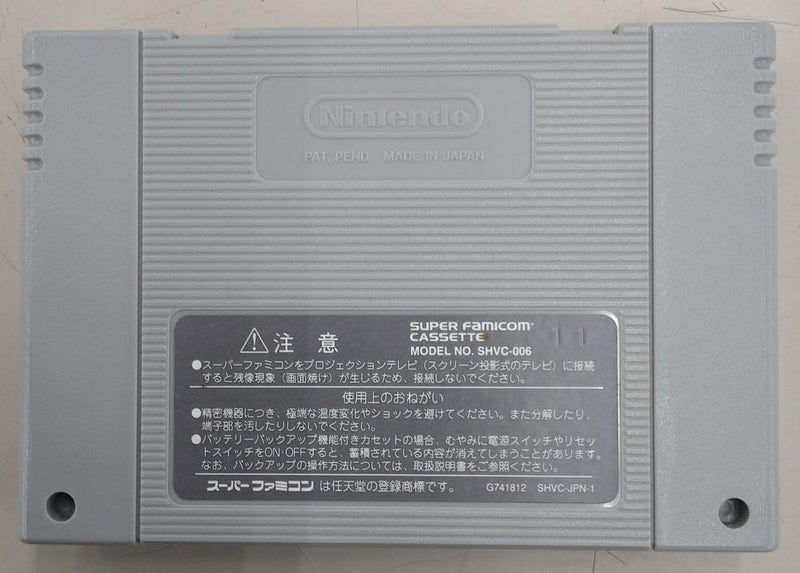 Nintendo
PAT. PEND. MADE IN JAPAN
注意
SUPER FAMICOM
CASSETTE
MODEL NO. SHVC-006
11
●スーパーファミコンをプロジェクションテレビ(スクリーン投影式のテレビ)に接続
すると残像現象(画面焼け)が生じるため、接続しないでください。
使用上のおねがい
●精密機器につき、極端な温度変化やショックを避けてください。また分解したり、
端子部を汚したりしないでください。
●バッテリーバックアップ機能付きカセットの場合、むやみに電源スイッチやリセッ
トスイッチをON・OFFすると、蓄積されている内容が消えてしまうことがあります。
なお、バックアップの操作方法については、取扱説明書をご参照ください。
スーパーファミコンは任天堂の登録商標です。
G741812 SHVC-JPN-1